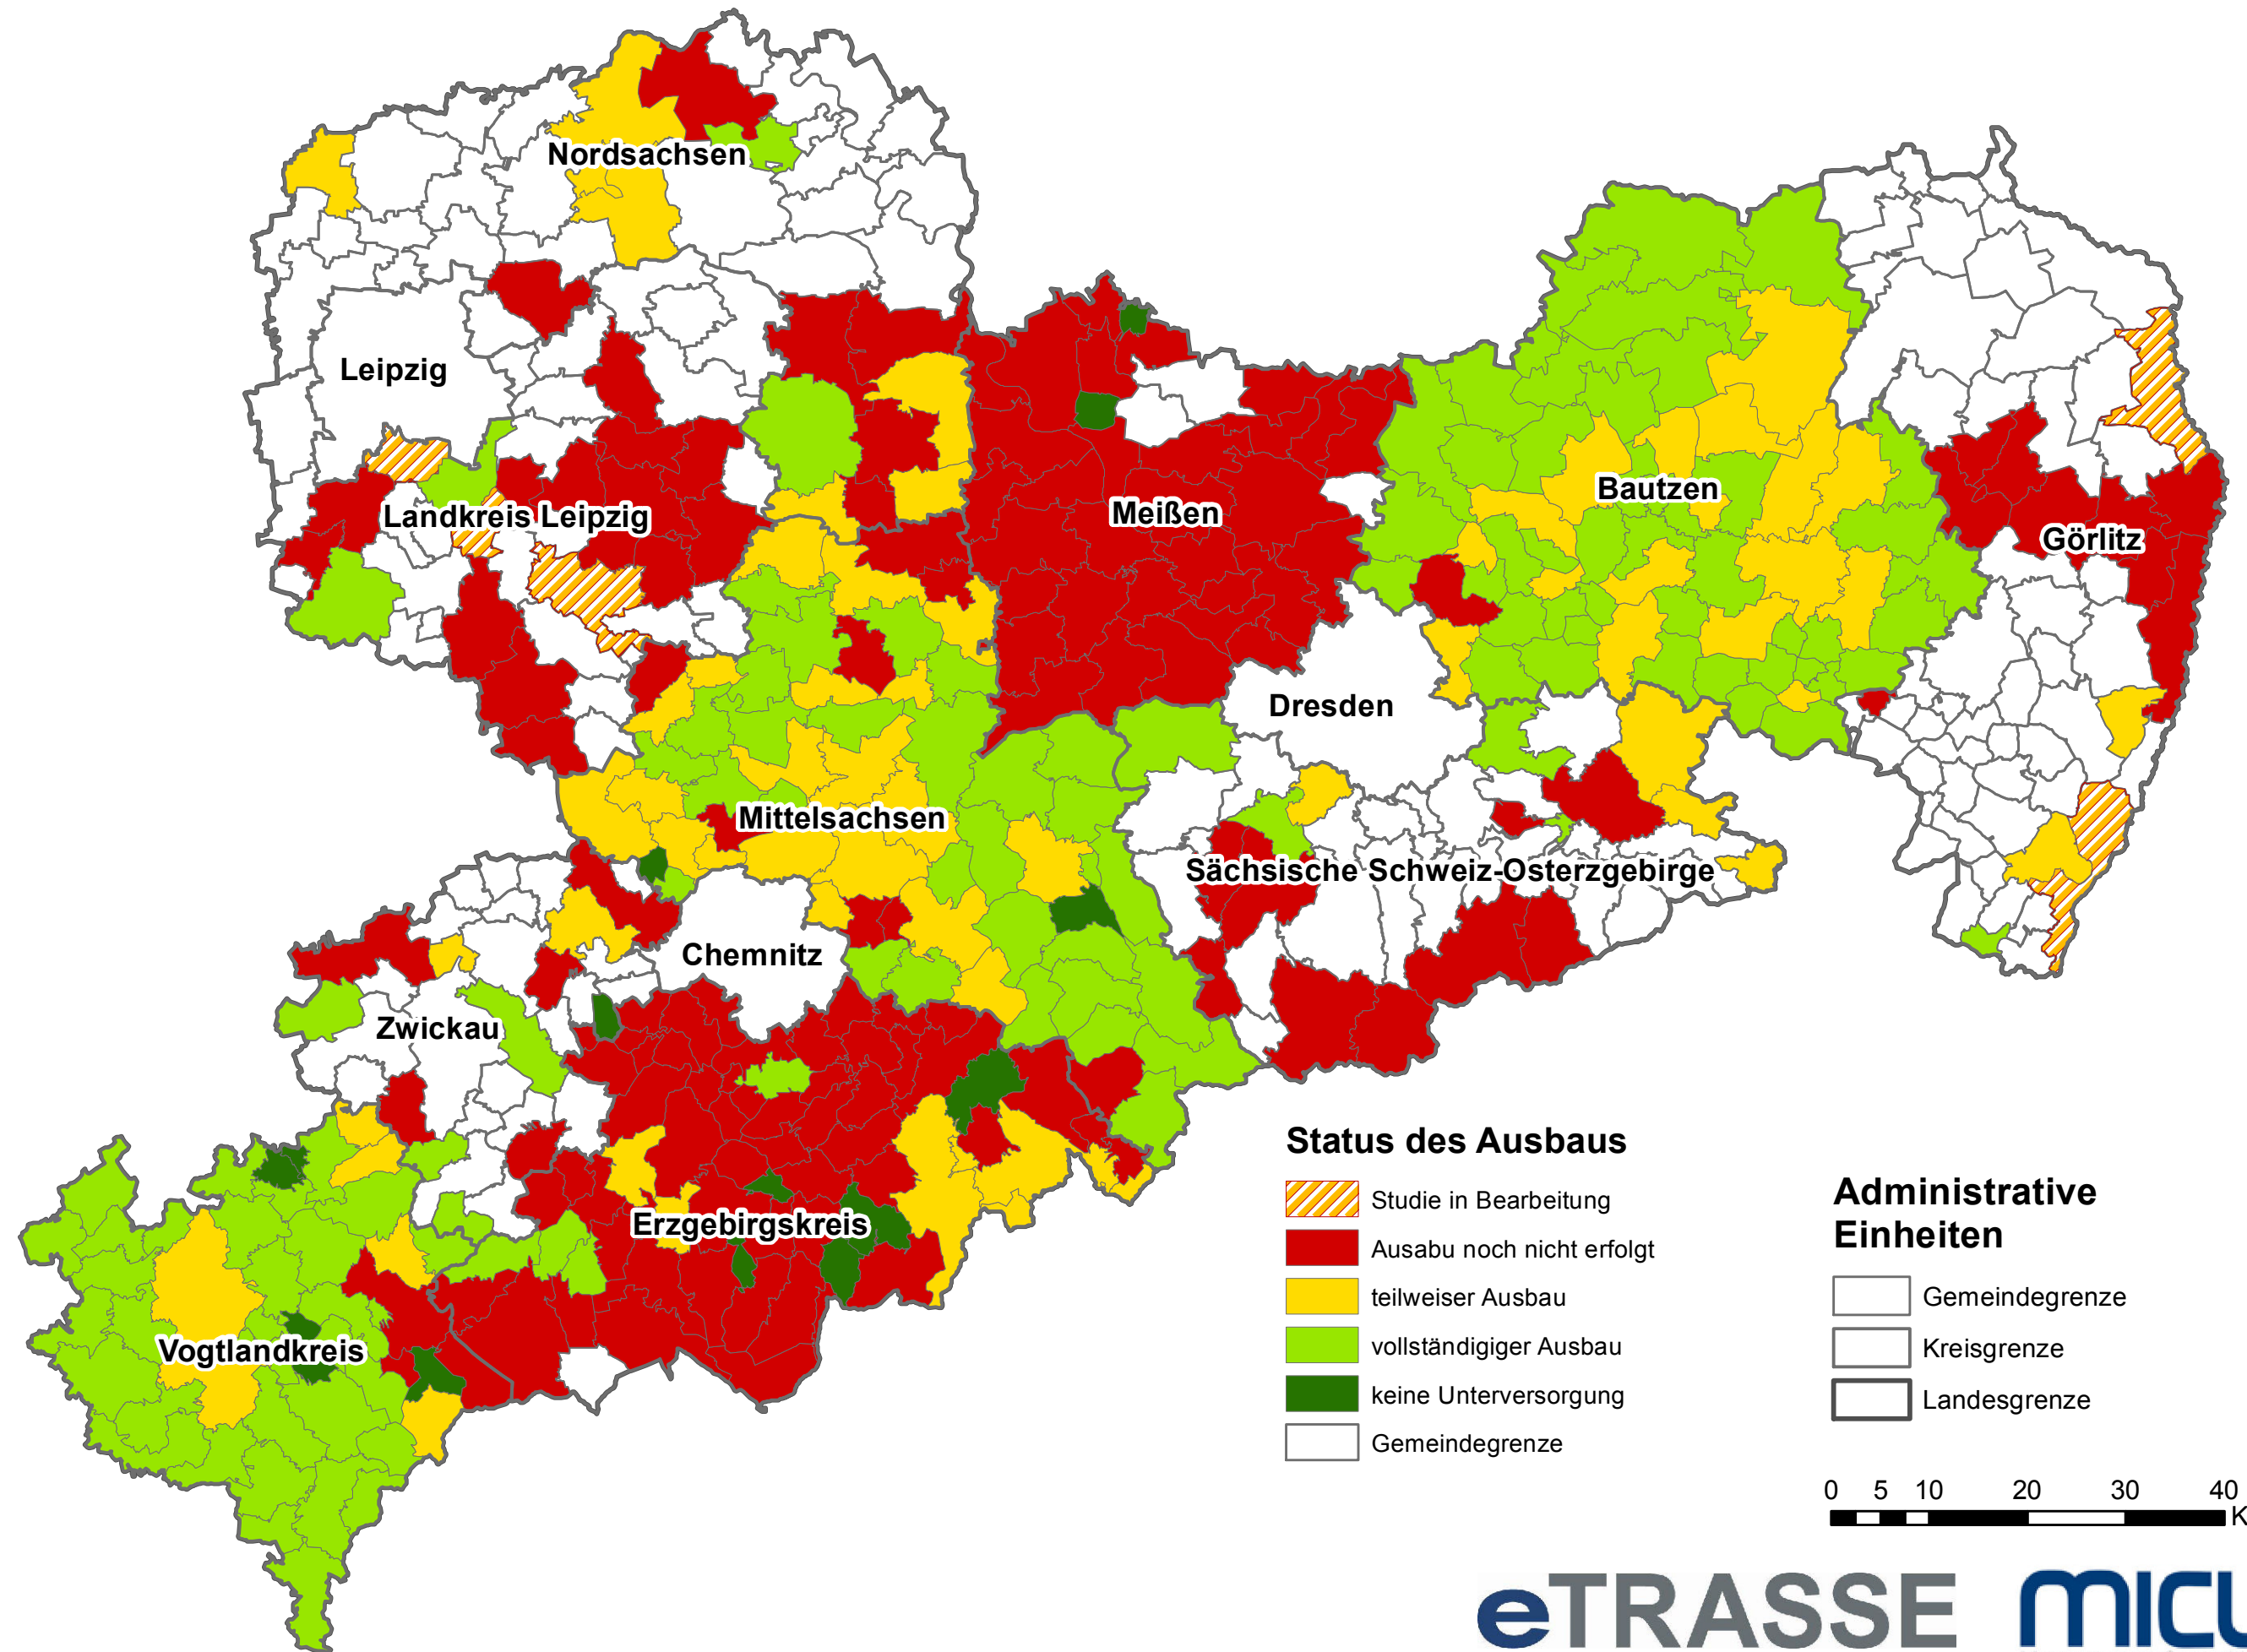 Nordsachsen
Leipzig
Landkreis Leipzig
Meißen
Bautzen
Görlitz
Dresden
Mittelsachsen
Sächsische Schweiz-Osterzgebirge
Chemnitz
Zwickau
Erzgebirgskreis
Vogtlandkreis
Status des Ausbaus
Studie in Bearbeitung
Ausabu noch nicht erfolgt
teilweiser Ausbau
vollständigiger Ausbau
keine Unterversorgung
Gemeindegrenze
Administrative
Einheiten
Gemeindegrenze
Kreisgrenze
Landesgrenze
0 5 10 20 30 40
K
eTRASSE